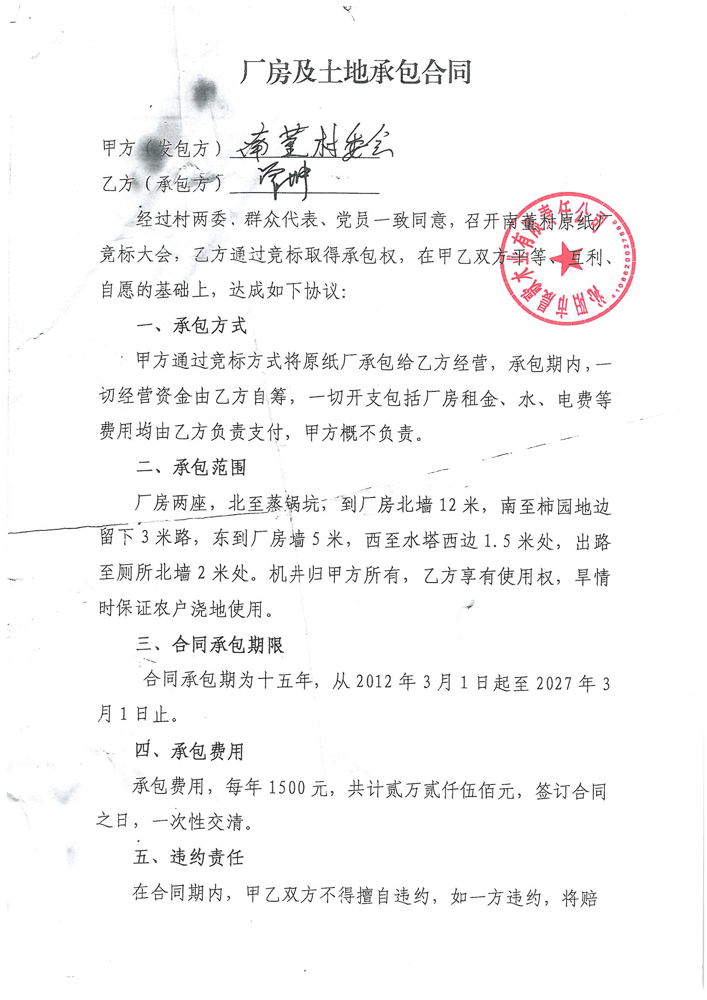 厂房及土地承包合同
甲方（发包方）南董村委会
乙方（承包方）
经过村两委、群众代表、党员一致同意，召开南董村原纸厂
竞标大会，乙方通过竞标取得承包权，在甲乙双方平等、互利、
自愿的基础上，达成如下协议：
沁阳市晨歌木业有限责任公司
4108820027886
一、承包方式
甲方通过竞标方式将原纸厂承包给乙方经营，承包期内，一
切经营资金由乙方自筹，一切开支包括厂房租金、水、电费等
费用均由乙方负责支付，甲方概不负责。
二、承包范围
厂房两座，北至蒸锅坑，到厂房北墙12米，南至柿园地边
留下3米路，东到厂房墙5米，西至水塔西边1.5米处，出路
至厕所北墙2米处。机井归甲方所有，乙方享有使用权，旱情
时保证农户浇地使用。
三、合同承包期限
合同承包期为十五年，从2012年3月1日起至2027年3
月1日止。
四、承包费用
承包费用，每年1500元，共计贰万贰仟伍佰元，签订合同
之日，一次性交清。
五、违约责任
在合同期内，甲乙双方不得擅自违约，如一方违约，将赔